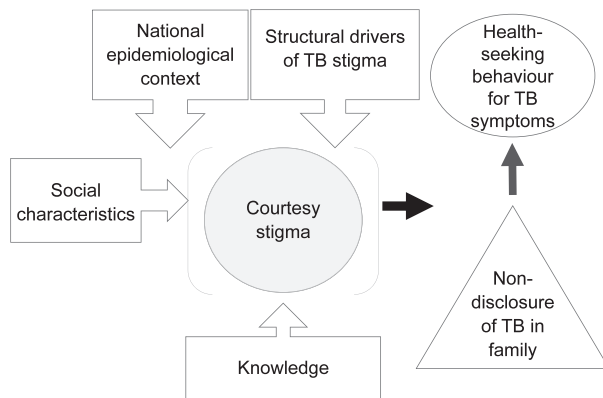 National
epidemiological
context
Structural drivers
of TB stigma
Health-
seeking
behaviour
for TB
symptoms
Social
characteristics
Courtesy
stigma
Non-
disclosure
of TB in
family
Knowledge